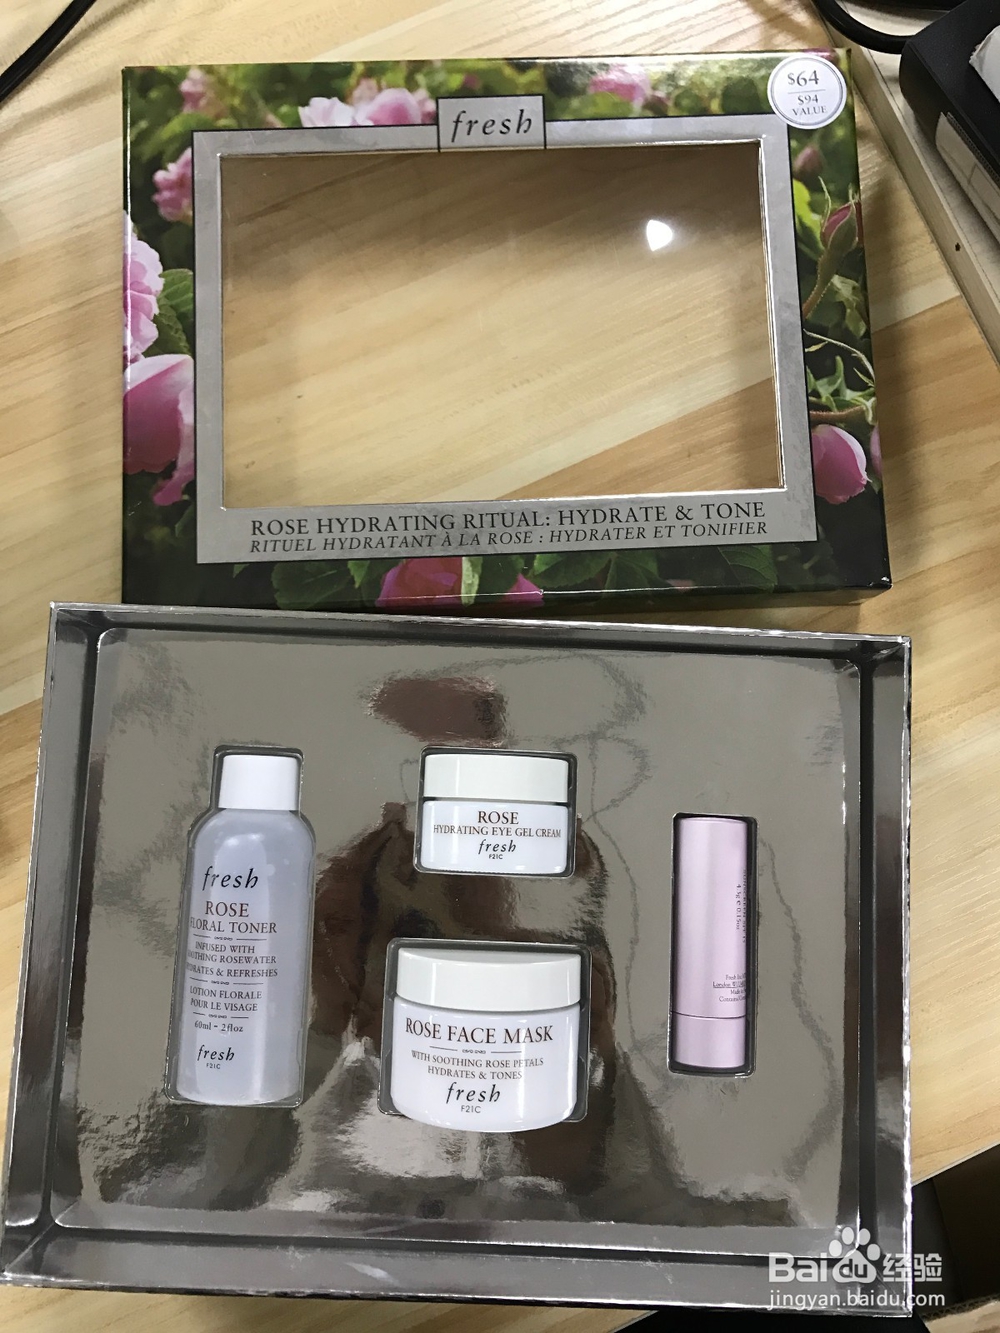 $64
$94
VALUE
fresh
ROSE HYDRATING RITUAL: HYDRATE & TONE
RITUEL HYDRATANT À LA ROSE : HYDRATER ET TONIFIER
fresh
ROSE
FLORAL TONER
INFUSED WITH
SOOTHING ROSEWATER
HYDRATES & REFRESHES
LOTION FLORALE
POUR LE VISAGE
60ml - 2floz
fresh
F21C
ROSE
HYDRATING EYE GEL CREAM
fresh
F21C
ROSE FACE MASK
WITH SOOTHING ROSE PETALS
HYDRATES & TONES
fresh
F21C
Baidu经验
jingyan.baidu.com